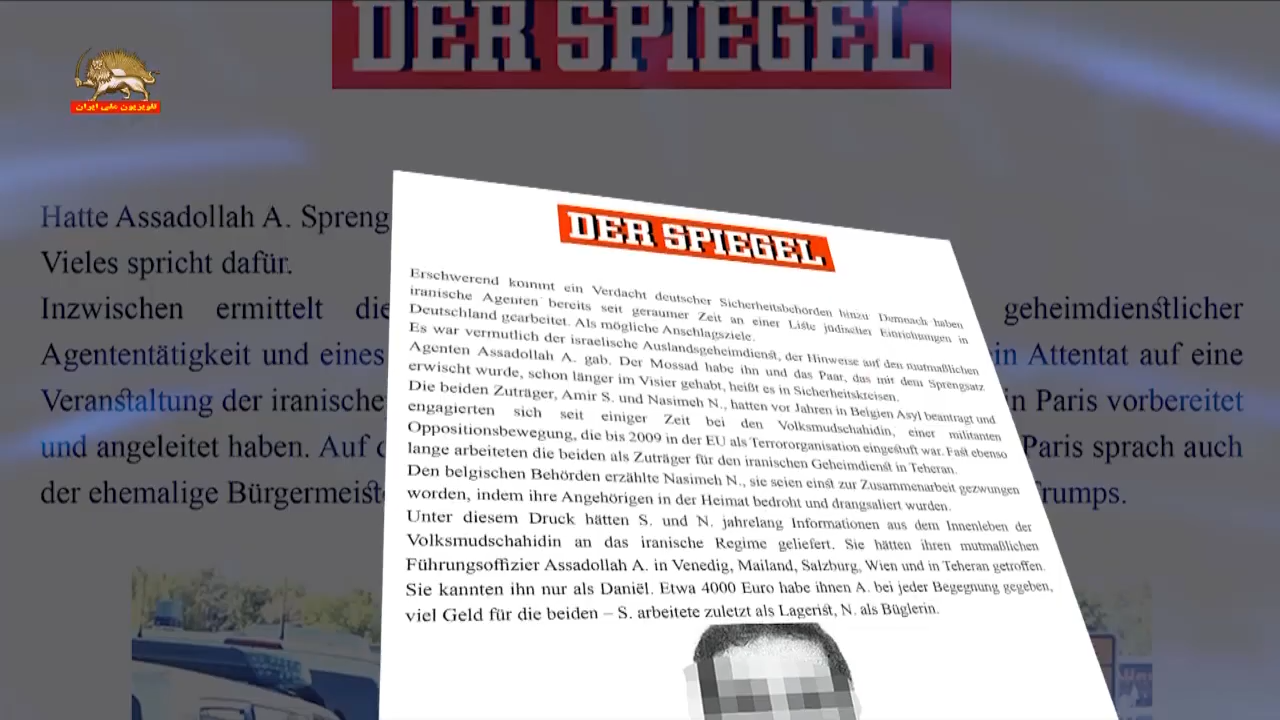 DER SPIEGEL
تلویزیون ملی ایران
Hatte Assadollah A. Spreng
Vieles spricht dafür.
Inzwischen ermittelt die geheimdienstlicher
Agententätigkeit und eines in Attentat auf eine
Veranstaltung der iranische in Paris vorbereitet
und angeleitet haben. Auf Paris sprach auch
der ehemalige Bürgermeist Trumps.
DER SPIEGEL
Erschwerend kommt ein Verdacht deutscher Sicherheitsbehörden hinzu Demnach haben
iranische Agenten bereits seit geraumer Zeit an einer Liste jüdischer Einrichtungen in
Deutschland gearbeitet. Als mögliche Anschlagsziele.
Es war vermutlich der israelische Auslandsgeheimdienst, der Hinweise auf den mutmaßlichen
Agenten Assadollah A. gab. Der Mossad habe ihn und das Paar, das mit dem Sprengsatz
erwischt wurde, schon länger im Visier gehabt, heißt es in Sicherheitskreisen.
Die beiden Zuträger, Amir S. und Nasimeh N., hatten vor Jahren in Belgien Asyl beantragt und
engagierten sich seit einiger Zeit bei den Volksmudschahidin, einer militanten
Oppositionsbewegung, die bis 2009 in der EU als Terrororganisation eingestuft war. Fast ebenso
lange arbeiteten die beiden als Zuträger für den iranischen Geheimdienst in Teheran.
Den belgischen Behörden erzählte Nasimeh N., sie seien einst zur Zusammenarbeit gezwungen
worden, indem ihre Angehörigen in der Heimat bedroht und drangsaliert wurden.
Unter diesem Druck hätten S. und N. jahrelang Informationen aus dem Innenleben der
Volksmudschahidin an das iranische Regime geliefert. Sie hätten ihren mutmaßlichen
Führungsoffizier Assadollah A. in Venedig, Mailand, Salzburg, Wien und in Teheran getroffen.
Sie kannten ihn nur als Daniël. Etwa 4000 Euro habe ihnen A. bei jeder Begegnung gegeben,
viel Geld für die beiden – S. arbeitete zuletzt als Lagerist, N. als Büglerin.